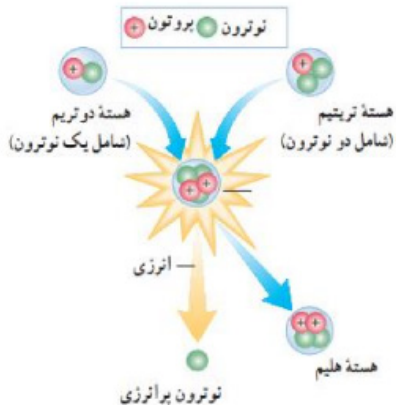 نوترون پروتون
هستهٔ تریتیم
(شامل دو نوترون)
هستهٔ دوتریم
(شامل یک نوترون)
انرژی
هستهٔ هلیم
نوترون پرانرژی